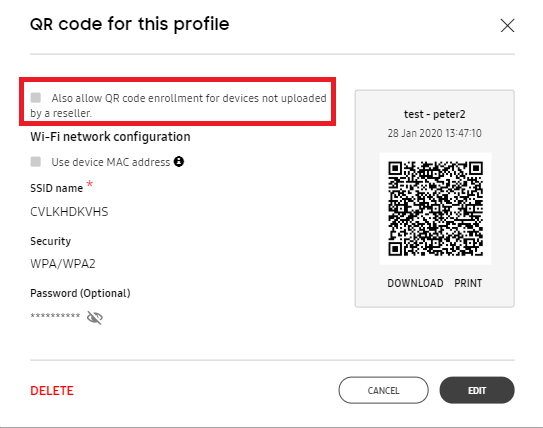 QR code for this profile
Also allow QR code enrollment for devices not uploaded
by a reseller.
Wi-Fi network configuration
Use device MAC address
SSID name *
CVLKHDKVHS
Security
WPA/WPA2
Password (Optional)
**********
test - peter2
28 Jan 2020 13:47:10
DOWNLOAD PRINT
DELETE
CANCEL
EDIT